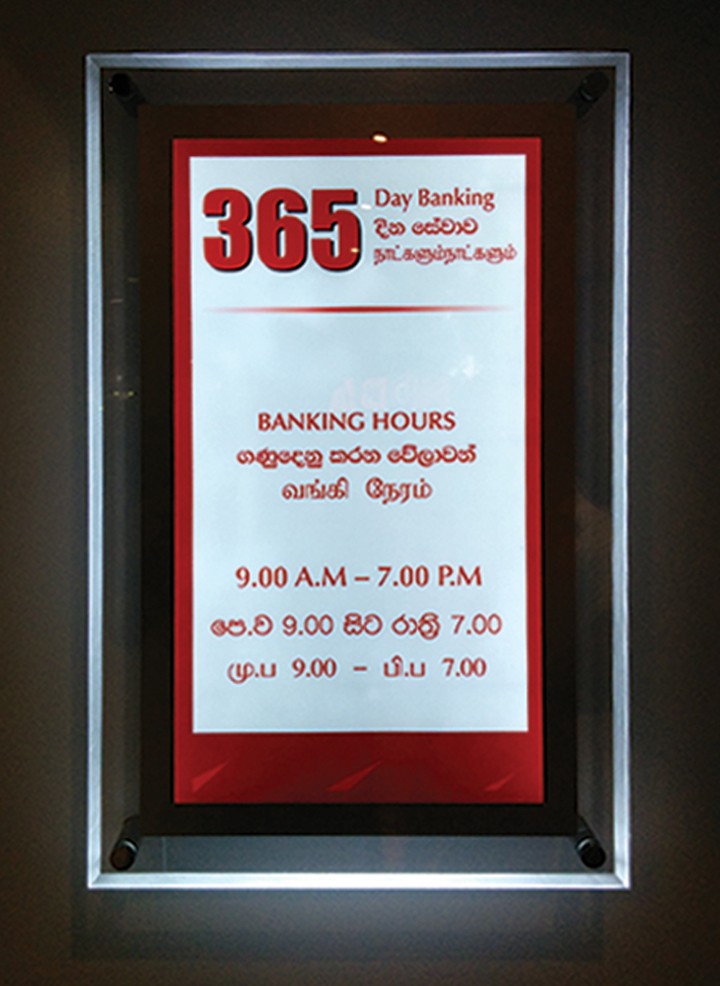 365 Day Banking
දින සේවාව
நாட்களும்நாட்களும்
BANKING HOURS
ගණුදෙනු කරන වේලාවන්
வங்கி நேரம்
9.00 A.M – 7.00 P.M
පෙ.ව 9.00 සිට රාත්‍රි 7.00
மு.ப 9.00 – பி.ப 7.00